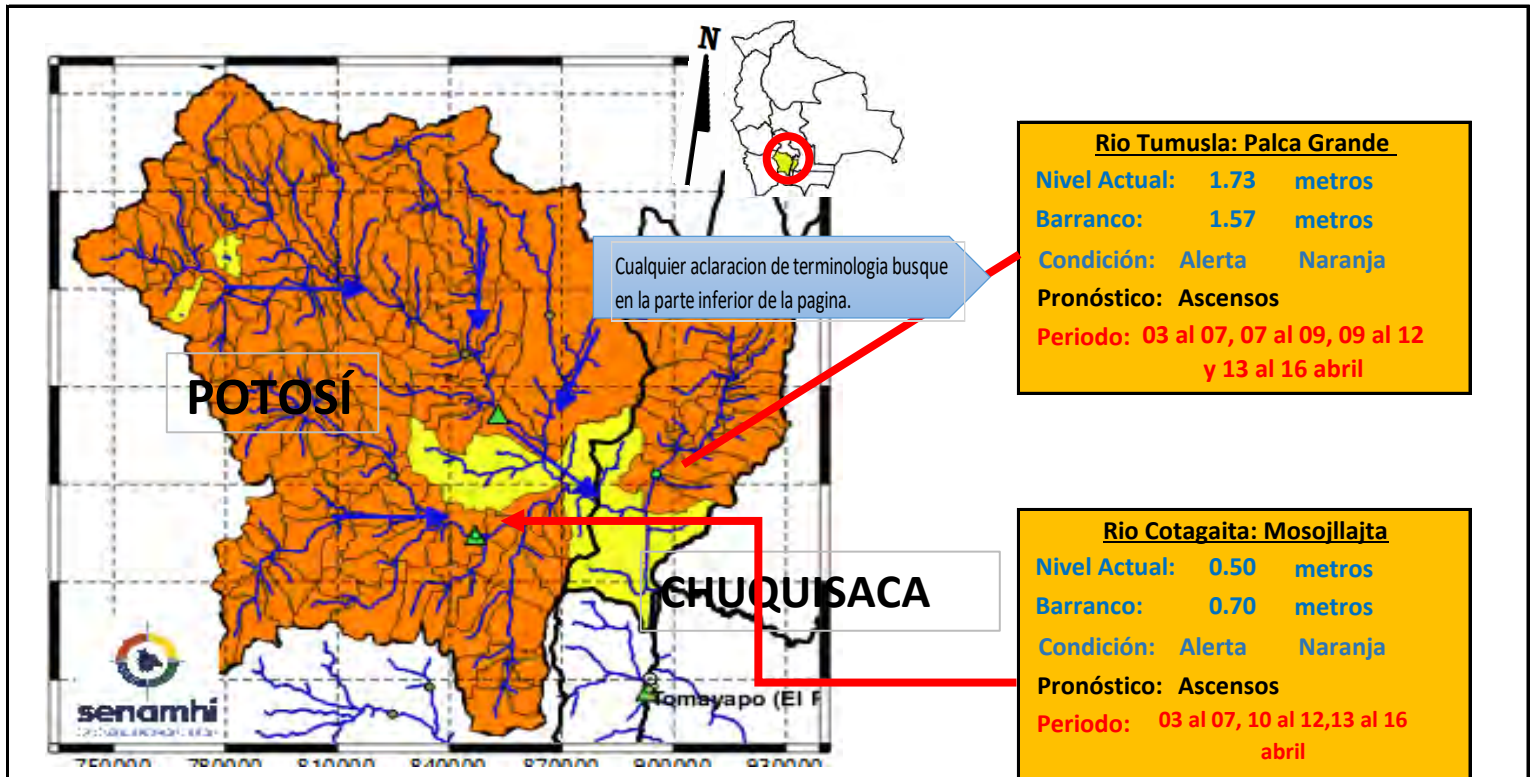 N
Cualquier aclaracion de terminologia busque
en la parte inferior de la pagina.
POTOSÍ
CHUQUISACA
Tomayapo (El
senamhi
750000 780000 810000 840000 870000 900000 930000
Rio Tumusla: Palca Grande
Nivel Actual: 1.73 metros
Barranco: 1.57 metros
Condición: Alerta Naranja
Pronóstico: Ascensos
Periodo: 03 al 07, 07 al 09, 09 al 12
y 13 al 16 abril
Rio Cotagaita: Mosojllajta
Nivel Actual: 0.50 metros
Barranco: 0.70 metros
Condición: Alerta Naranja
Pronóstico: Ascensos
Periodo: 03 al 07, 10 al 12,13 al 16
abril